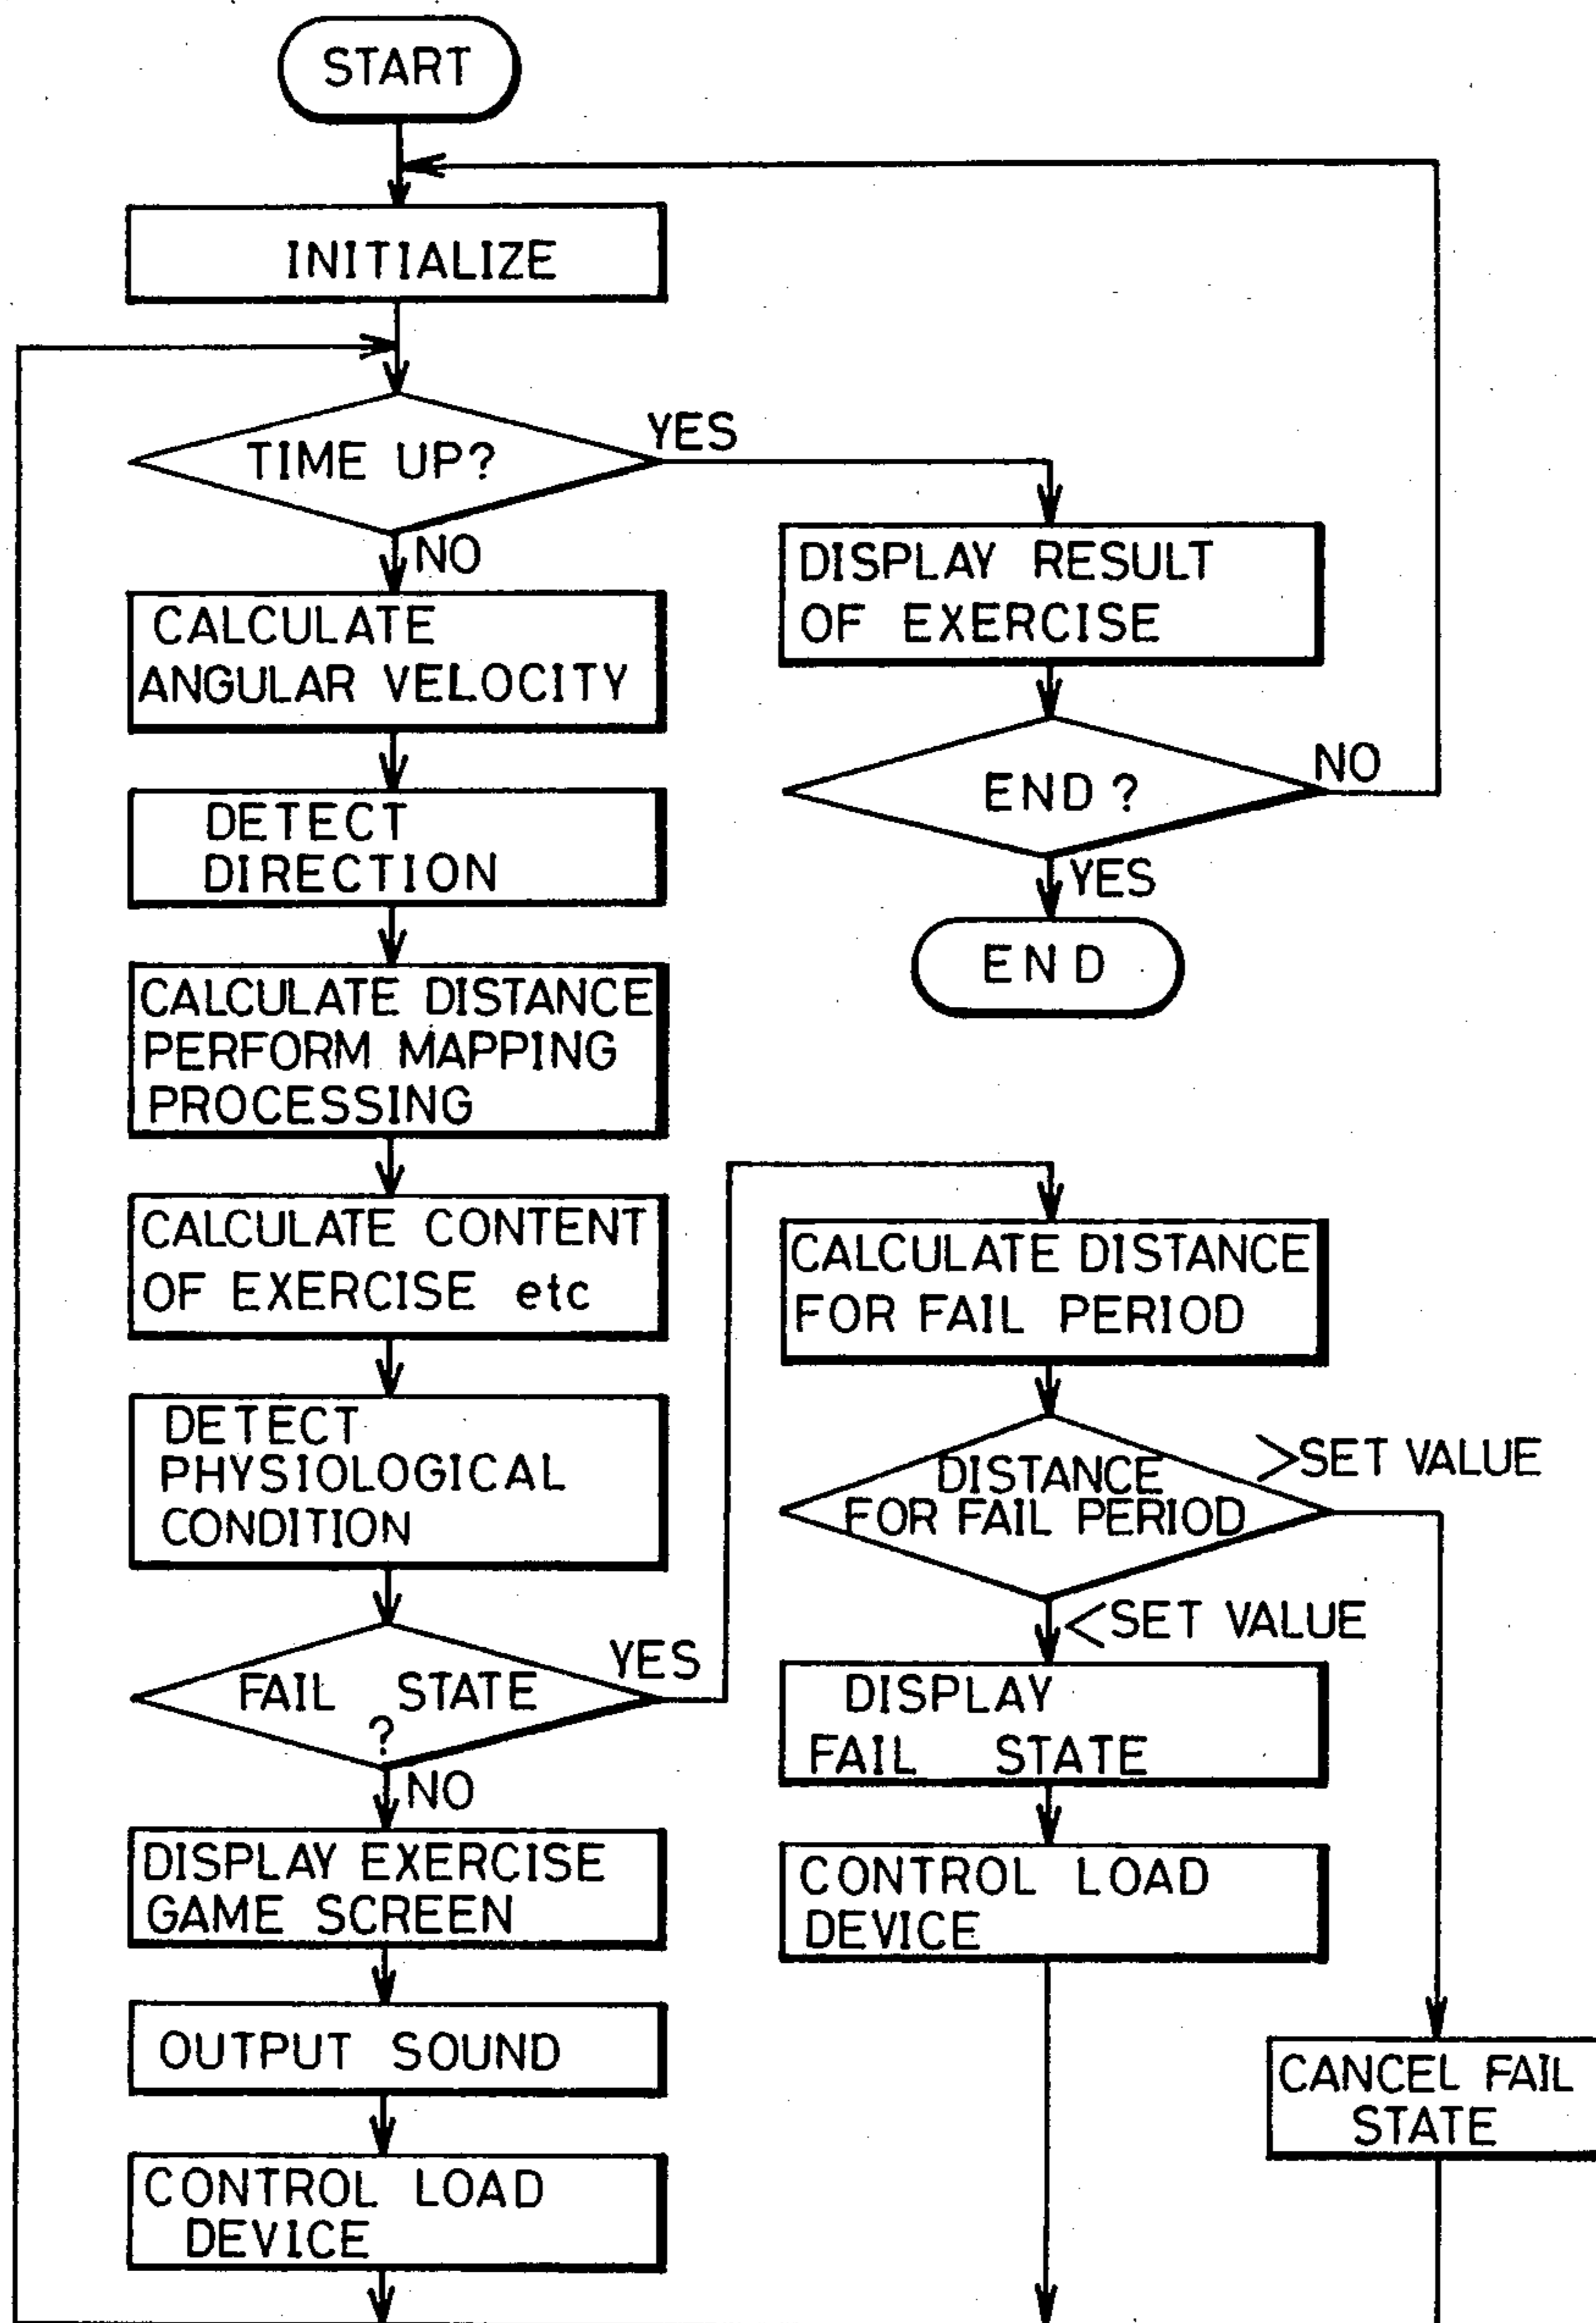 START
INITIALIZE
TIME UP?
YES
NO
CALCULATE
ANGULAR VELOCITY
DETECT
DIRECTION
CALCULATE DISTANCE
PERFORM MAPPING
PROCESSING
CALCULATE CONTENT
OF EXERCISE etc
DETECT
PHYSIOLOGICAL
CONDITION
FAIL STATE
?
YES
NO
DISPLAY EXERCISE
GAME SCREEN
OUTPUT SOUND
CONTROL LOAD
DEVICE
DISPLAY RESULT
OF EXERCISE
END ?
NO
YES
END
CALCULATE DISTANCE
FOR FAIL PERIOD
DISTANCE
FOR FAIL PERIOD
>SET VALUE
<SET VALUE
DISPLAY
FAIL STATE
CONTROL LOAD
DEVICE
CANCEL FAIL
STATE